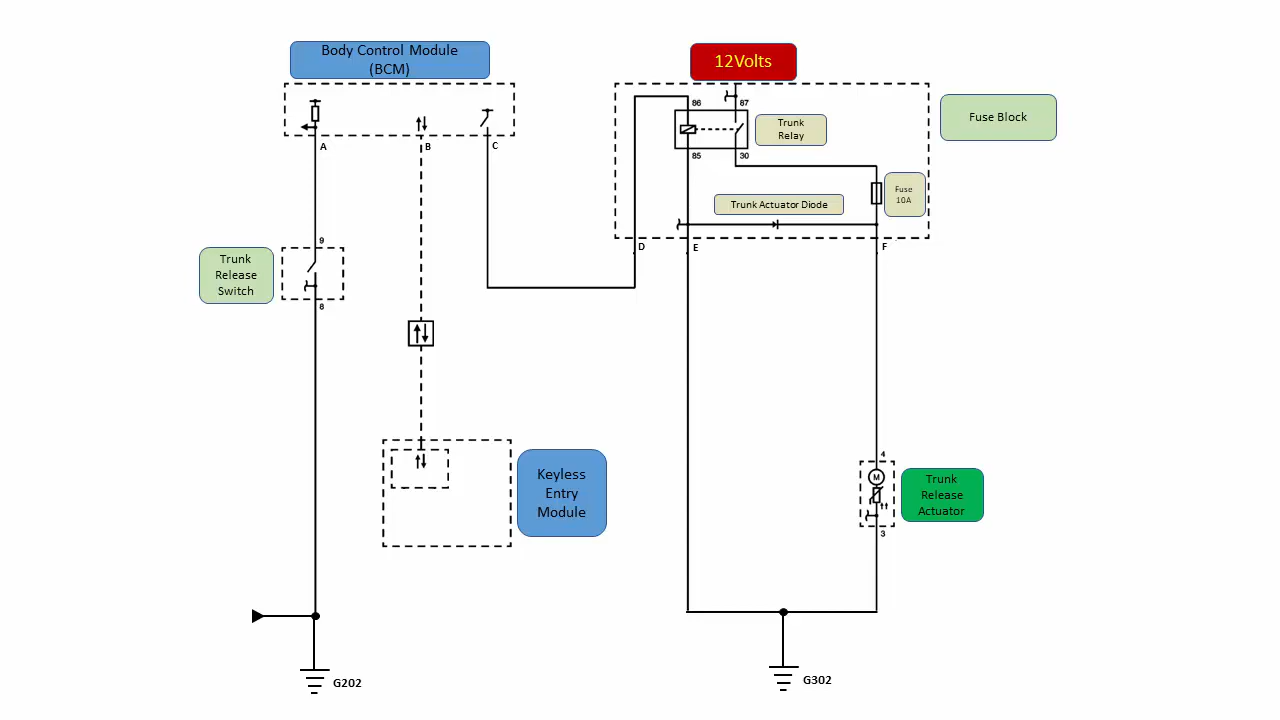 Body Control Module
(BCM)
12Volts
86
87
Trunk
Relay
Fuse Block
A
B
C
85
30
Fuse
10A
Trunk Actuator Diode
9
D
E
F
Trunk
Release
Switch
8
4
M
Keyless
Entry
Module
Trunk
Release
Actuator
3
G202
G302